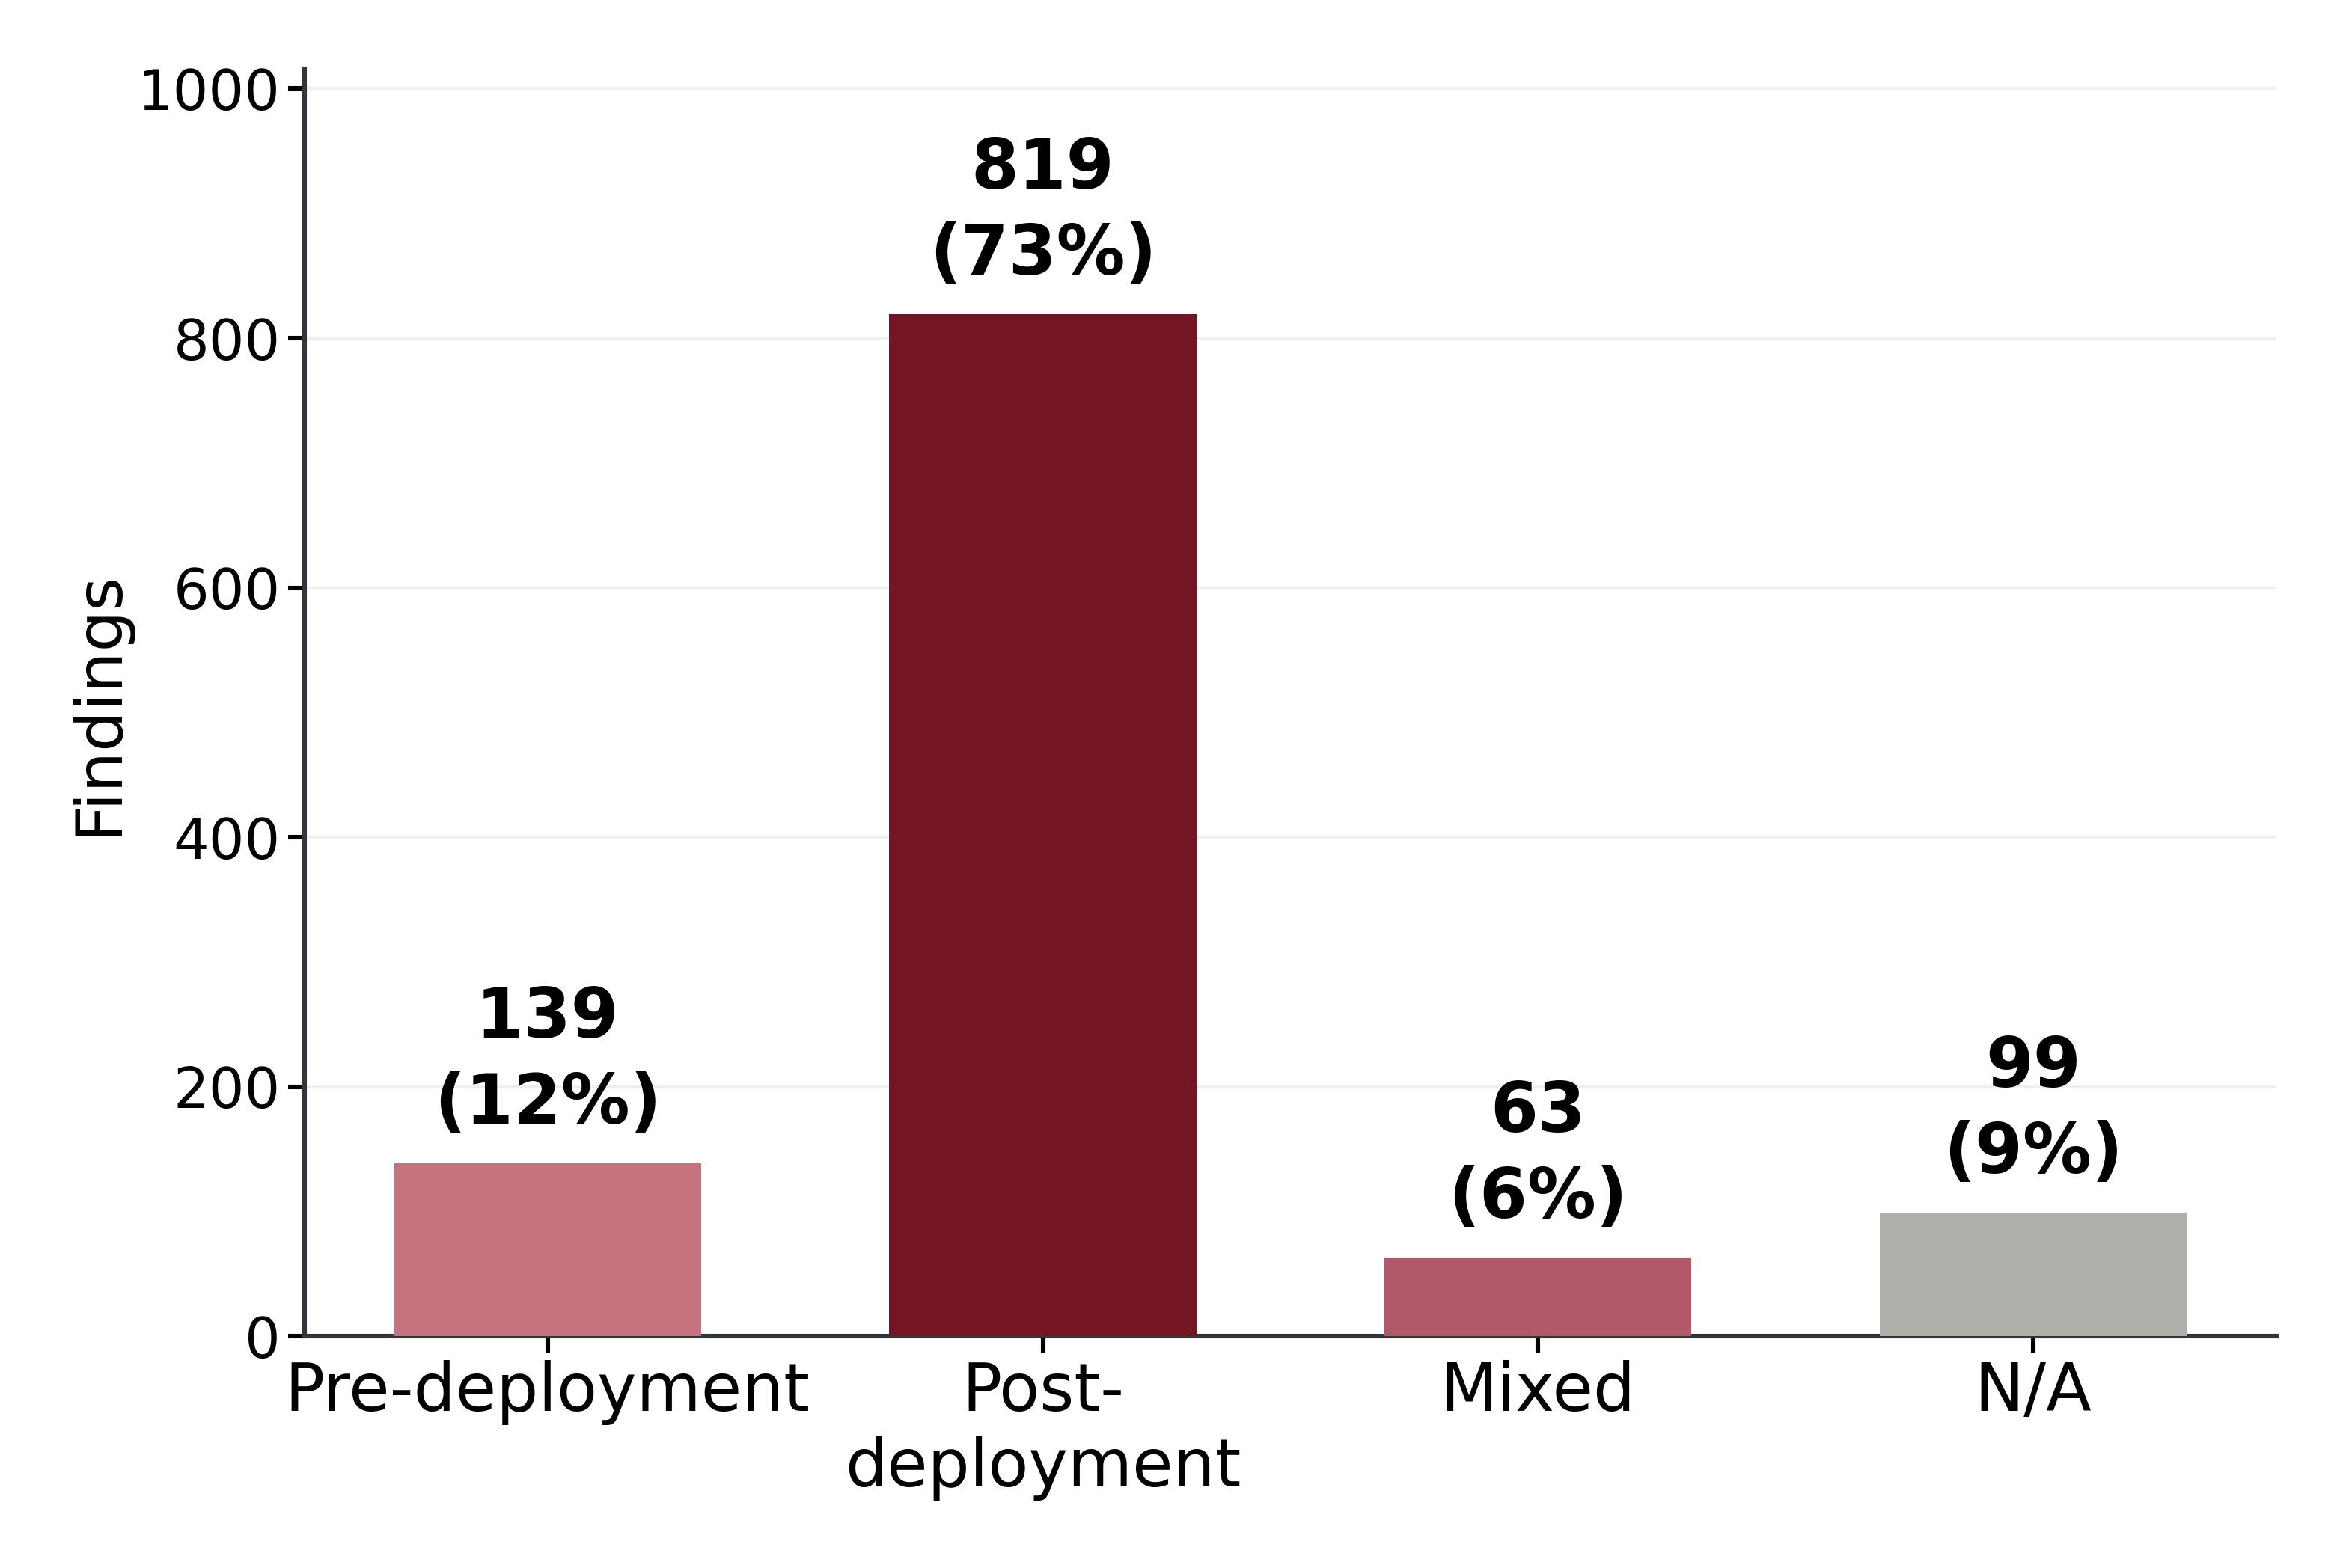 1000
800
600
400
200
0
Findings
139
(12%)
819
(73%)
63
(6%)
99
(9%)
Pre-deployment
Post-
deployment
Mixed
N/A